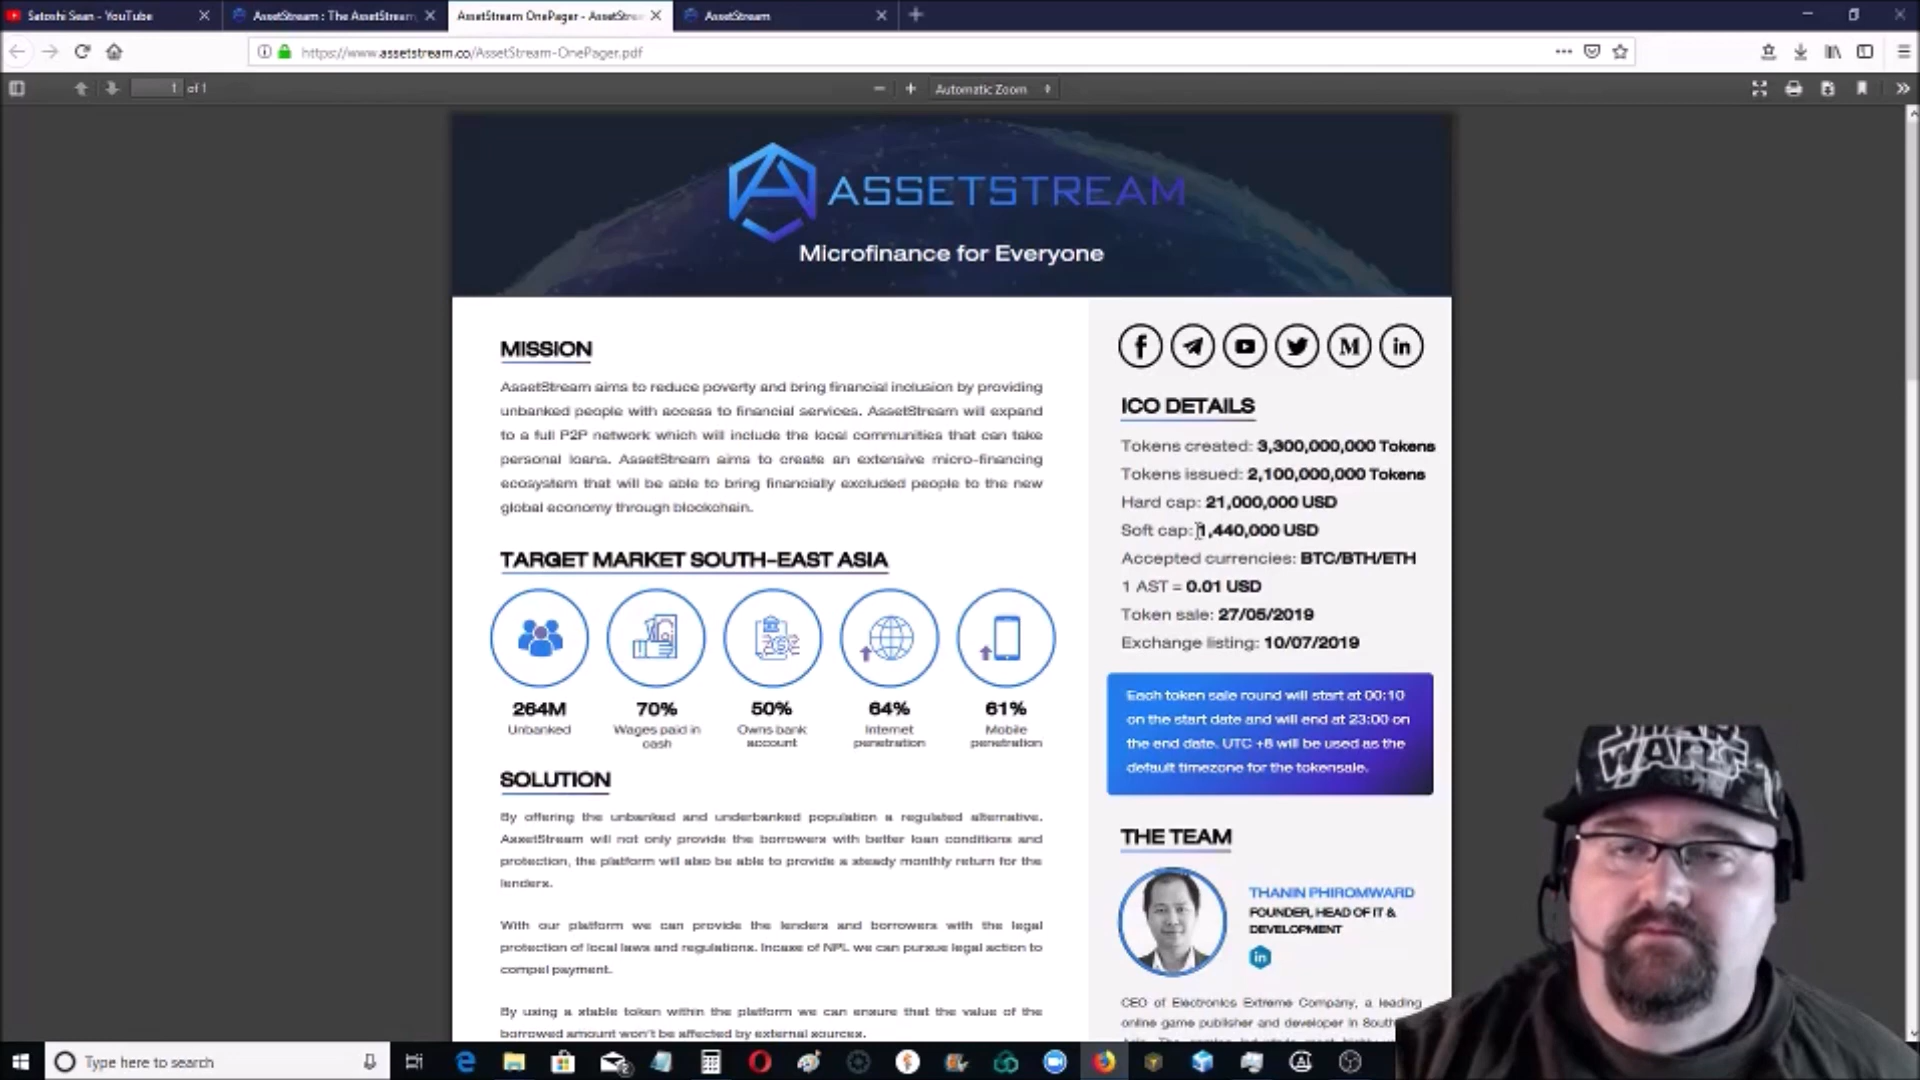 Satoshi Sean - YouTube
AssetStream : The AssetStream
AssetStream OnePager - AssetStre
AssetStream
https://www.assetstream.co/AssetStream-OnePager.pdf
1 of 1
Automatic Zoom
ASSETSTREAM
Microfinance for Everyone
MISSION
AssetStream aims to reduce poverty and bring financial inclusion by providing
unbanked people with access to financial services. AssetStream will expand
to a full P2P network which will include the local communities that can take
personal loans. AssetStream aims to create an extensive micro-financing
ecosystem that will be able to bring financially excluded people to the new
global economy through blockchain.
TARGET MARKET SOUTH-EAST ASIA
264M
Unbanked
70%
Wages paid in
cash
50%
Owns bank
account
64%
Internet
penetration
61%
Mobile
penetration
SOLUTION
By offering the unbanked and underbanked population a regulated alternative.
AssetStream will not only provide the borrowers with better loan conditions and
protection, the platform will also be able to provide a steady monthly return for the
lenders.
With our platform we can provide the lenders and borrowers with the legal
protection of local laws and regulations. Incase of NPL we can pursue legal action to
compel payment.
By using a stable token within the platform we can ensure that the value of the
borrowed amount won't be affected by external sources.
ICO DETAILS
Tokens created: 3,300,000,000 Tokens
Tokens issued: 2,100,000,000 Tokens
Hard cap: 21,000,000 USD
Soft cap: 1,440,000 USD
Accepted currencies: BTC/BTH/ETH
1 AST = 0.01 USD
Token sale: 27/05/2019
Exchange listing: 10/07/2019
Each token sale round will start at 00:10
on the start date and will end at 23:00 on
the end date. UTC +8 will be used as the
default timezone for the tokensale.
THE TEAM
THANIN PHIROMWARD
FOUNDER, HEAD OF IT &
DEVELOPMENT
in
CEO of Electronics Extreme Company, a leading
online game publisher and developer in South
STAR
WARS
Type here to search